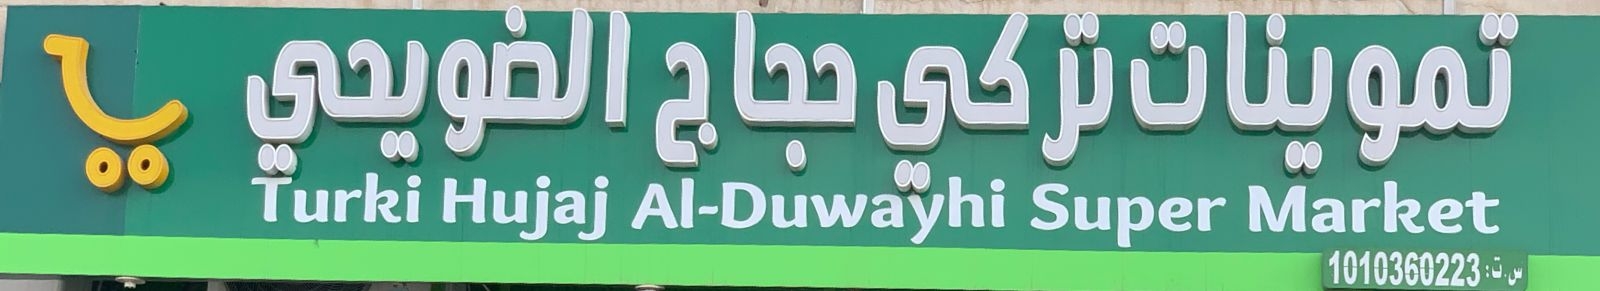 تموينات تركي حجاج الضويحي
Turki Hujaj Al-Duwayhi Super Market
س.ت: 1010360223